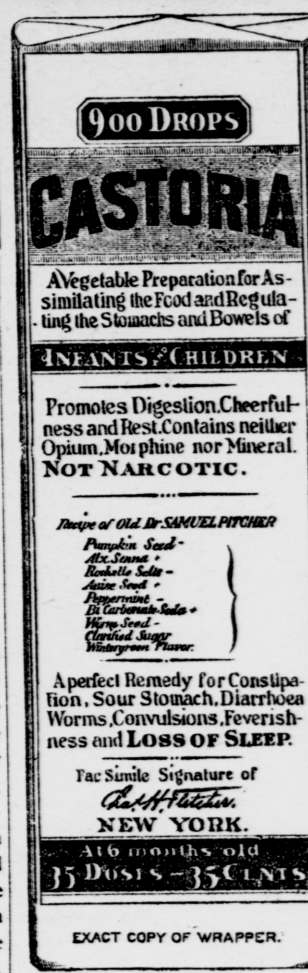 900 DROPS
CASTORIA
A Vegetable Preparation for As-
similating the Food and Regula-
ting the Stomachs and Bowels of
INFANTS & CHILDREN
Promotes Digestion, Cheerful-
ness and Rest. Contains neither
Opium, Morphine nor Mineral.
NOT NARCOTIC.
Recipe of Old Dr SAMUEL PITCHER
Pumpkin Seed -
Alx. Senna +
Rochelle Salts -
Anise Seed +
Peppermint -
Bi Carbonate Soda +
Worm Seed -
Clarified Sugar
Wintergreen Flavor.
A perfect Remedy for Constipa-
tion, Sour Stomach, Diarrhoea
Worms, Convulsions, Feverish-
ness and LOSS OF SLEEP.
Fac Simile Signature of
Chas. H. Fletcher.
NEW YORK.
At 6 months old
35 DOSES - 35 CENTS
EXACT COPY OF WRAPPER.